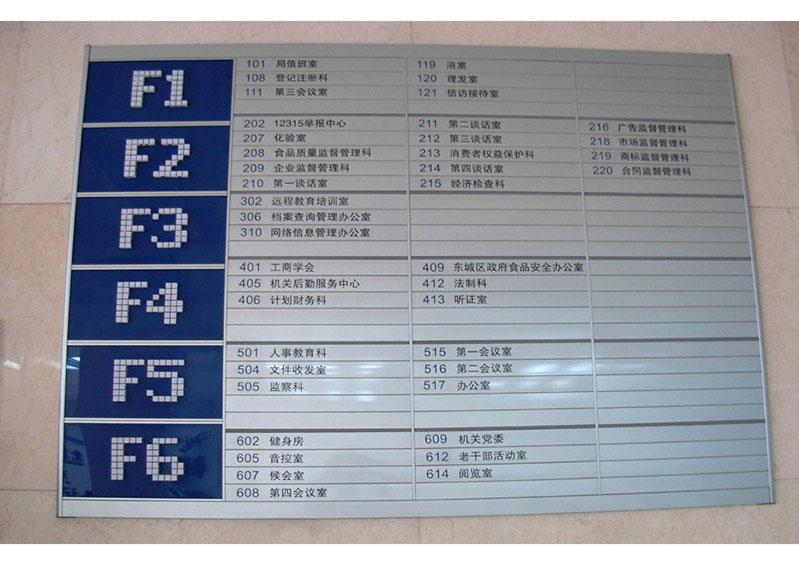 F1
101 局值班室
108 登记注册科
111 第三会议室
119 浴室
120 理发室
121 信访接待室
F2
202 12315举报中心
207 化验室
208 食品质量监督管理科
209 企业监督管理科
210 第一谈话室
211 第二谈话室
212 第三谈话室
213 消费者权益保护科
214 第四谈话室
215 经济检查科
216 广告监督管理科
218 市场监督管理科
219 商标监督管理科
220 合同监督管理科
F3
302 远程教育培训室
306 档案查询管理办公室
310 网络信息管理办公室
F4
401 工商学会
405 机关后勤服务中心
406 计划财务科
409 东城区政府食品安全办公室
412 法制科
413 听证室
F5
501 人事教育科
504 文件收发室
505 监察科
515 第一会议室
516 第二会议室
517 办公室
F6
602 健身房
605 音控室
607 候会室
608 第四会议室
609 机关党委
612 老干部活动室
614 阅览室